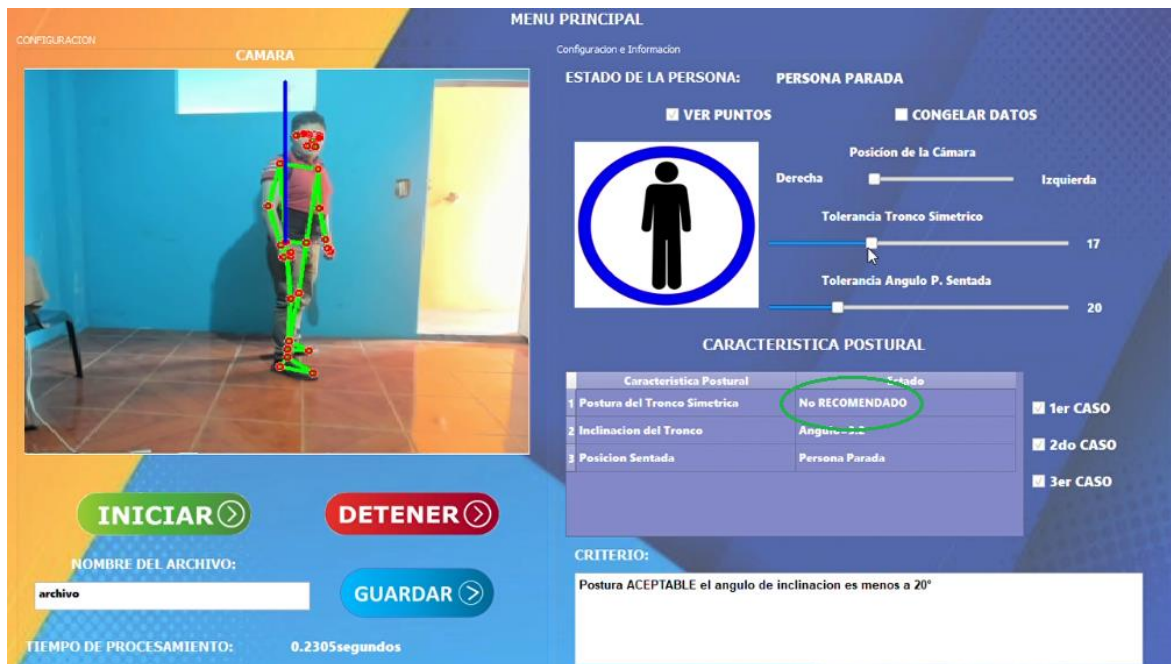 MENU PRINCIPAL
CONFIGURACION
CAMARA
Configuracion e Informacion
ESTADO DE LA PERSONA: PERSONA PARADA
VER PUNTOS
CONGELAR DATOS
Posicion de la Cámara
Derecha
Izquierda
Tolerancia Tronco Simetrico
17
Tolerancia Angulo P. Sentada
20
CARACTERISTICA POSTURAL
Caracteristica Postural Estado
1 Postura del Tronco Simetrica No RECOMENDADO
2 Inclinacion del Tronco Angulo=3.2
3 Posicion Sentada Persona Parada
1er CASO
2do CASO
3er CASO
INICIAR
DETENER
NOMBRE DEL ARCHIVO:
archivo
GUARDAR
TIEMPO DE PROCESAMIENTO: 0.2305segundos
CRITERIO:
Postura ACEPTABLE el angulo de inclinacion es menos a 20°